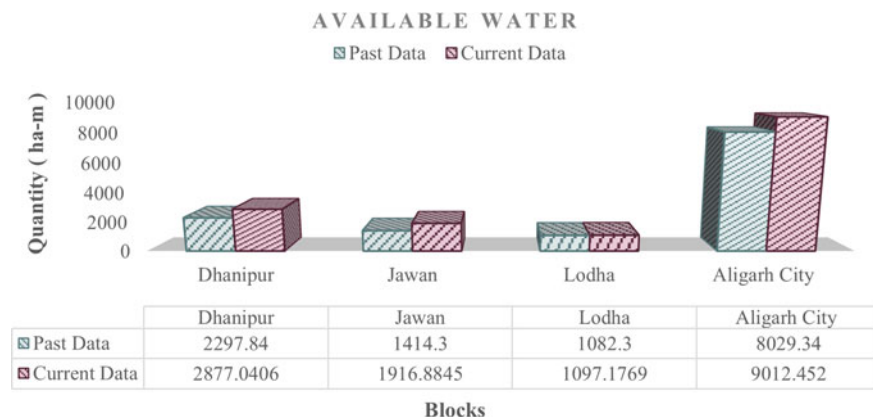 AVAILABLE WATER
Past Data Current Data
Quantity ( ha-m )
10000
8000
6000
4000
2000
0
Dhanipur Jawan Lodha Aligarh City
Dhanipur Jawan Lodha Aligarh City
Past Data 2297.84 1414.3 1082.3 8029.34
Current Data 2877.0406 1916.8845 1097.1769 9012.452
Blocks